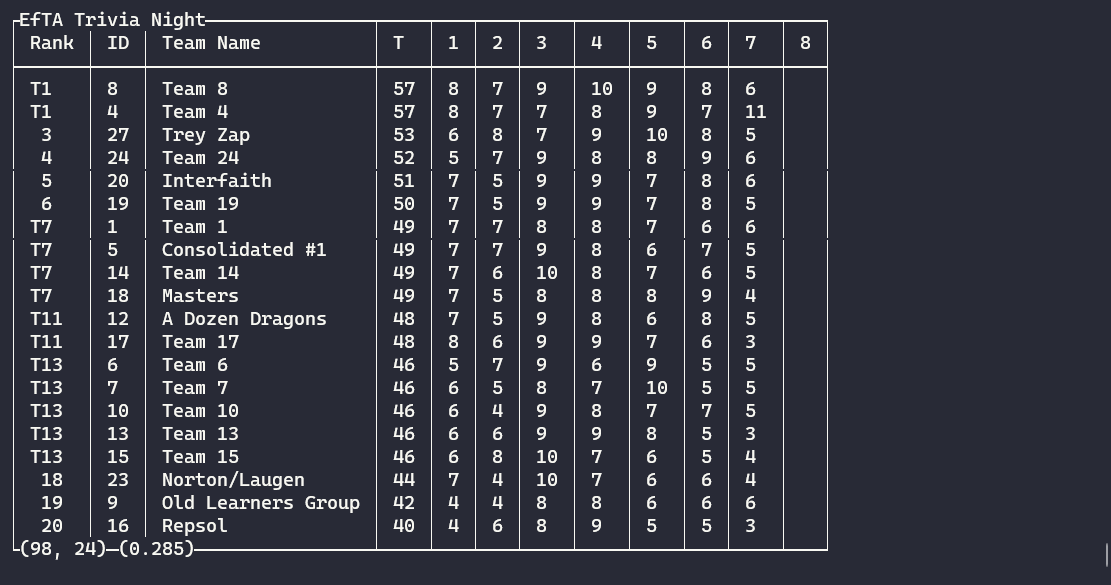 EfTA Trivia Night
Rank ID Team Name T 1 2 3 4 5 6 7 8
T1 8 Team 8 57 8 7 9 10 9 8 6
T1 4 Team 4 57 8 7 7 8 9 7 11
3 27 Trey Zap 53 6 8 7 9 10 8 5
4 24 Team 24 52 5 7 9 8 8 9 6
5 20 Interfaith 51 7 5 9 9 7 8 6
6 19 Team 19 50 7 5 9 9 7 8 5
T7 1 Team 1 49 7 7 8 8 7 6 6
T7 5 Consolidated #1 49 7 7 9 8 6 7 5
T7 14 Team 14 49 7 6 10 8 7 6 5
T7 18 Masters 49 7 5 8 8 8 9 4
T11 12 A Dozen Dragons 48 7 5 9 8 6 8 5
T11 17 Team 17 48 8 6 9 9 7 6 3
T13 6 Team 6 46 5 7 9 6 9 5 5
T13 7 Team 7 46 6 5 8 7 10 5 5
T13 10 Team 10 46 6 4 9 8 7 7 5
T13 13 Team 13 46 6 6 9 9 8 5 3
T13 15 Team 15 46 6 8 10 7 6 5 4
18 23 Norton/Laugen 44 7 4 10 7 6 6 4
19 9 Old Learners Group 42 4 4 8 8 6 6 6
20 16 Repsol 40 4 6 8 9 5 5 3
(98, 24) (0.285)